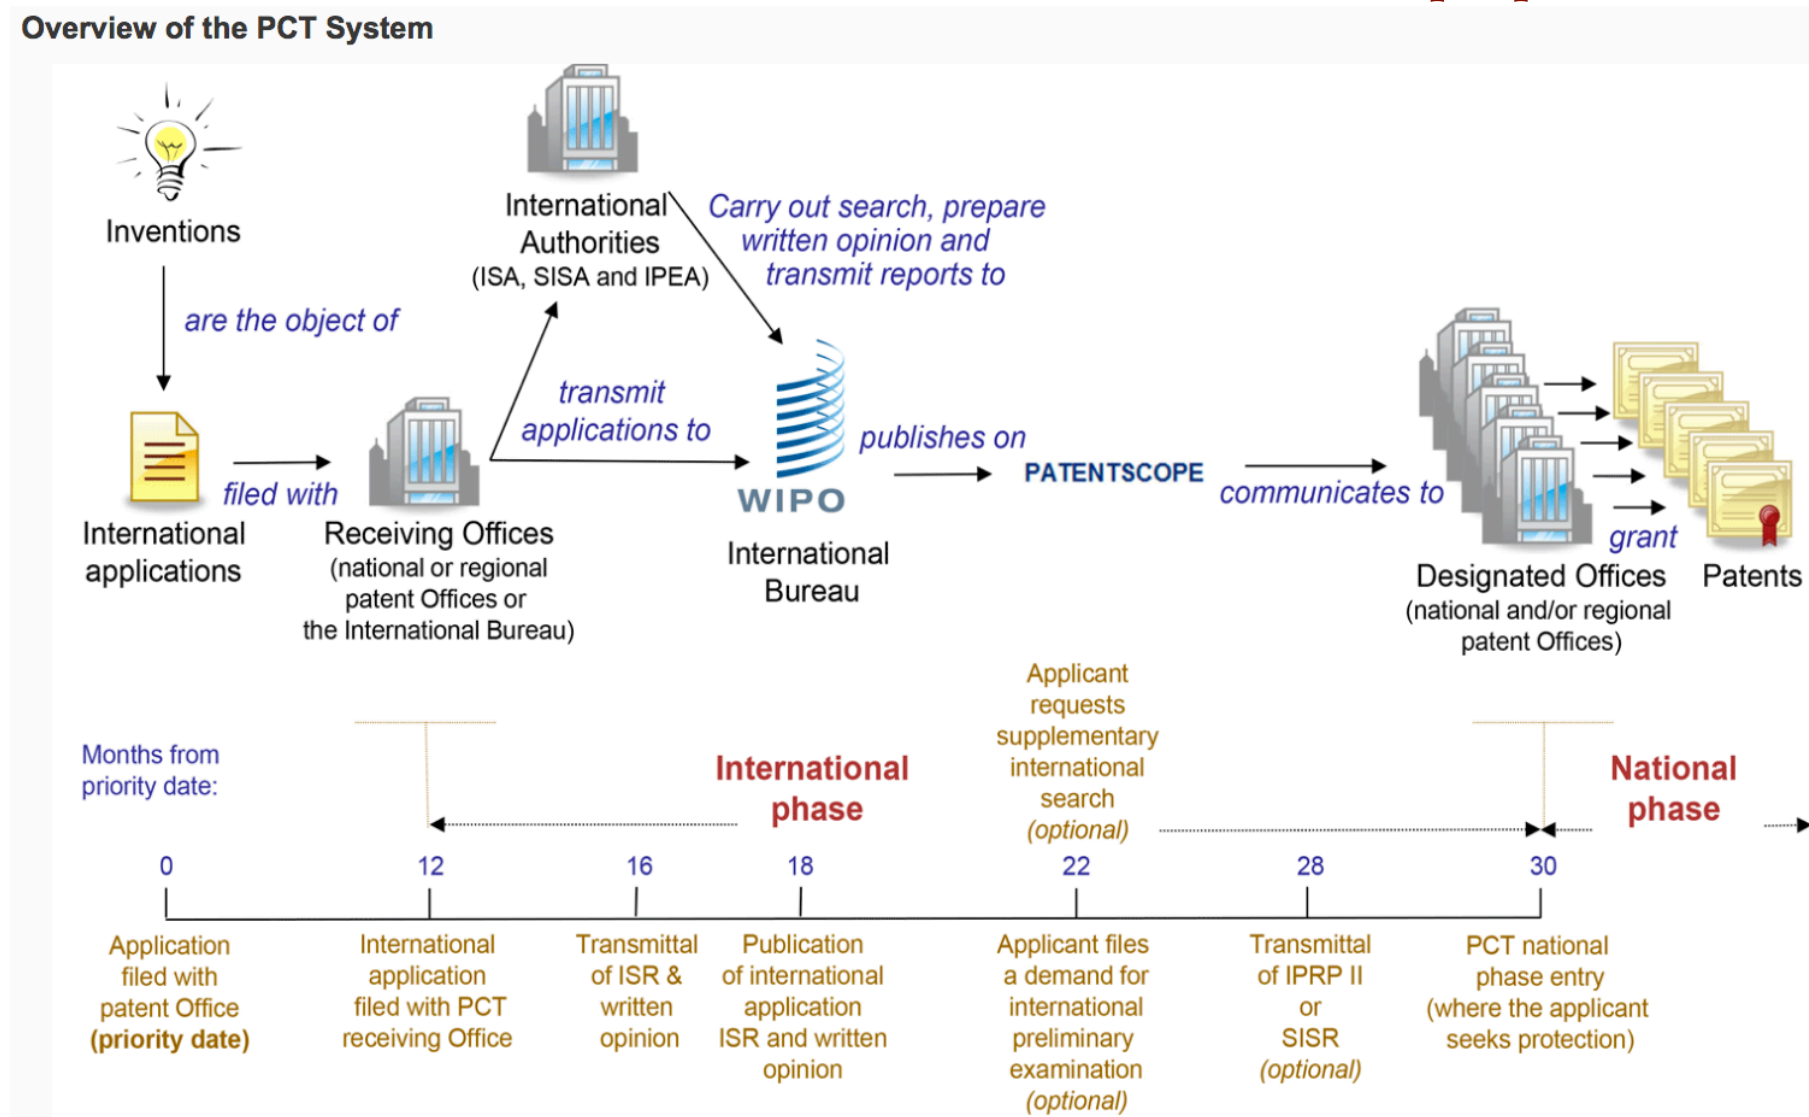 Overview of the PCT System
Inventions
are the object of
International
Authorities
(ISA, SISA and IPEA)
Carry out search, prepare
written opinion and
transmit reports to
transmit
applications to
filed with
International
applications
Receiving Offices
(national or regional
patent Offices or
the International Bureau)
WIPO
International
Bureau
publishes on
PATENTSCOPE
communicates to
grant
Designated Offices
(national and/or regional
patent Offices)
Patents
Months from
priority date:
International
phase
Applicant
requests
supplementary
international
search
(optional)
National
phase
0
12
16
18
22
28
30
Application
filed with
patent Office
(priority date)
International
application
filed with PCT
receiving Office
Transmittal
of ISR &
written
opinion
Publication
of international
application
ISR and written
opinion
Applicant files
a demand for
international
preliminary
examination
(optional)
Transmittal
of IPRP II
or
SISR
(optional)
PCT national
phase entry
(where the applicant
seeks protection)